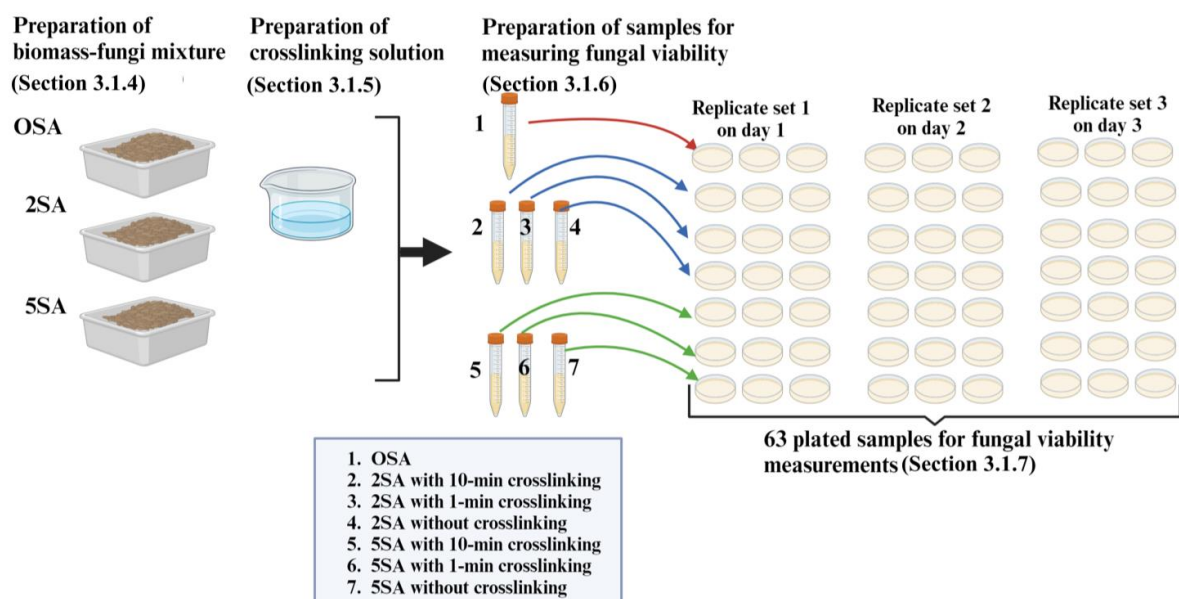 Preparation of
biomass-fungi mixture
(Section 3.1.4)
OSA
2SA
5SA
Preparation of
crosslinking solution
(Section 3.1.5)
Preparation of samples for
measuring fungal viability
(Section 3.1.6)
1
2
3
4
5
6
7
Replicate set 1
on day 1
Replicate set 2
on day 2
Replicate set 3
on day 3
63 plated samples for fungal viability
measurements (Section 3.1.7)
1. OSA
2. 2SA with 10-min crosslinking
3. 2SA with 1-min crosslinking
4. 2SA without crosslinking
5. 5SA with 10-min crosslinking
6. 5SA with 1-min crosslinking
7. 5SA without crosslinking